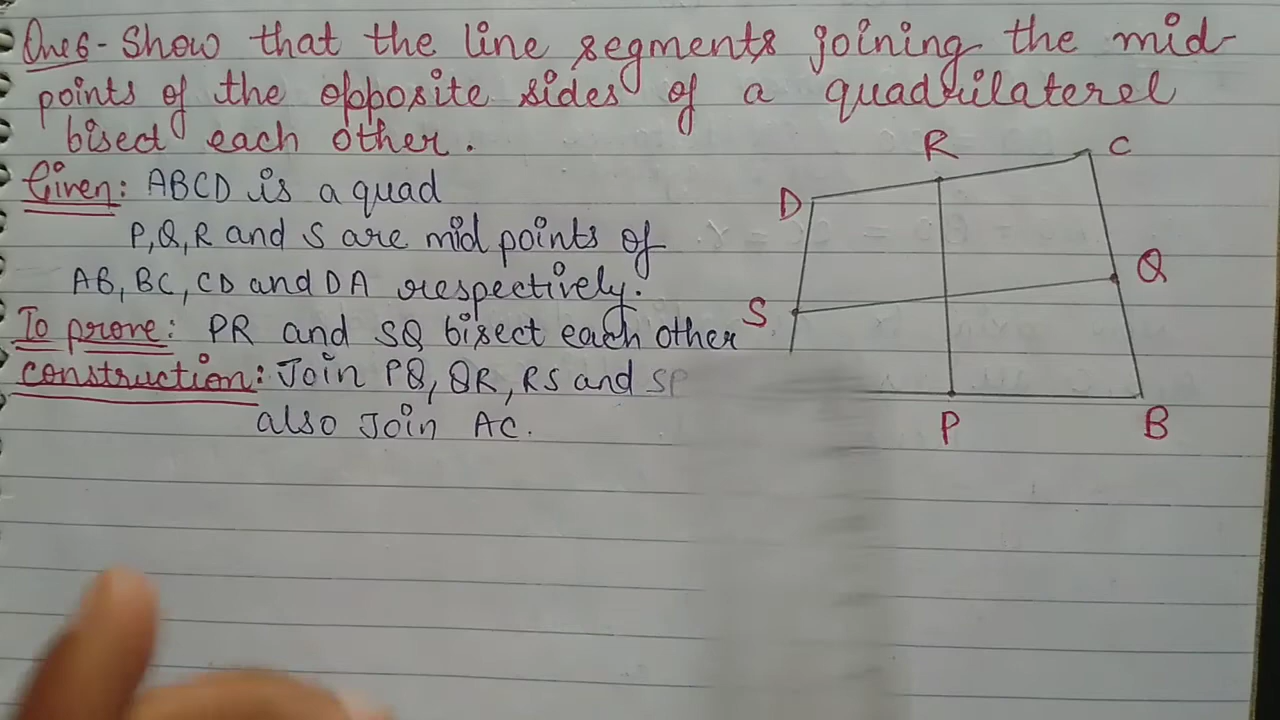 Ques - Show that the line segments joining the mid-
points of the opposite sides of a quadrilaterel
bisect each other.
Given: ABCD is a quad
P, Q, R and S are mid points of
AB, BC, CD and DA respectively.
To prove: PR and SQ bisect each other
construction: Join PQ, QR, RS and SP
also Join AC.
R
C
D
Q
S
P
B